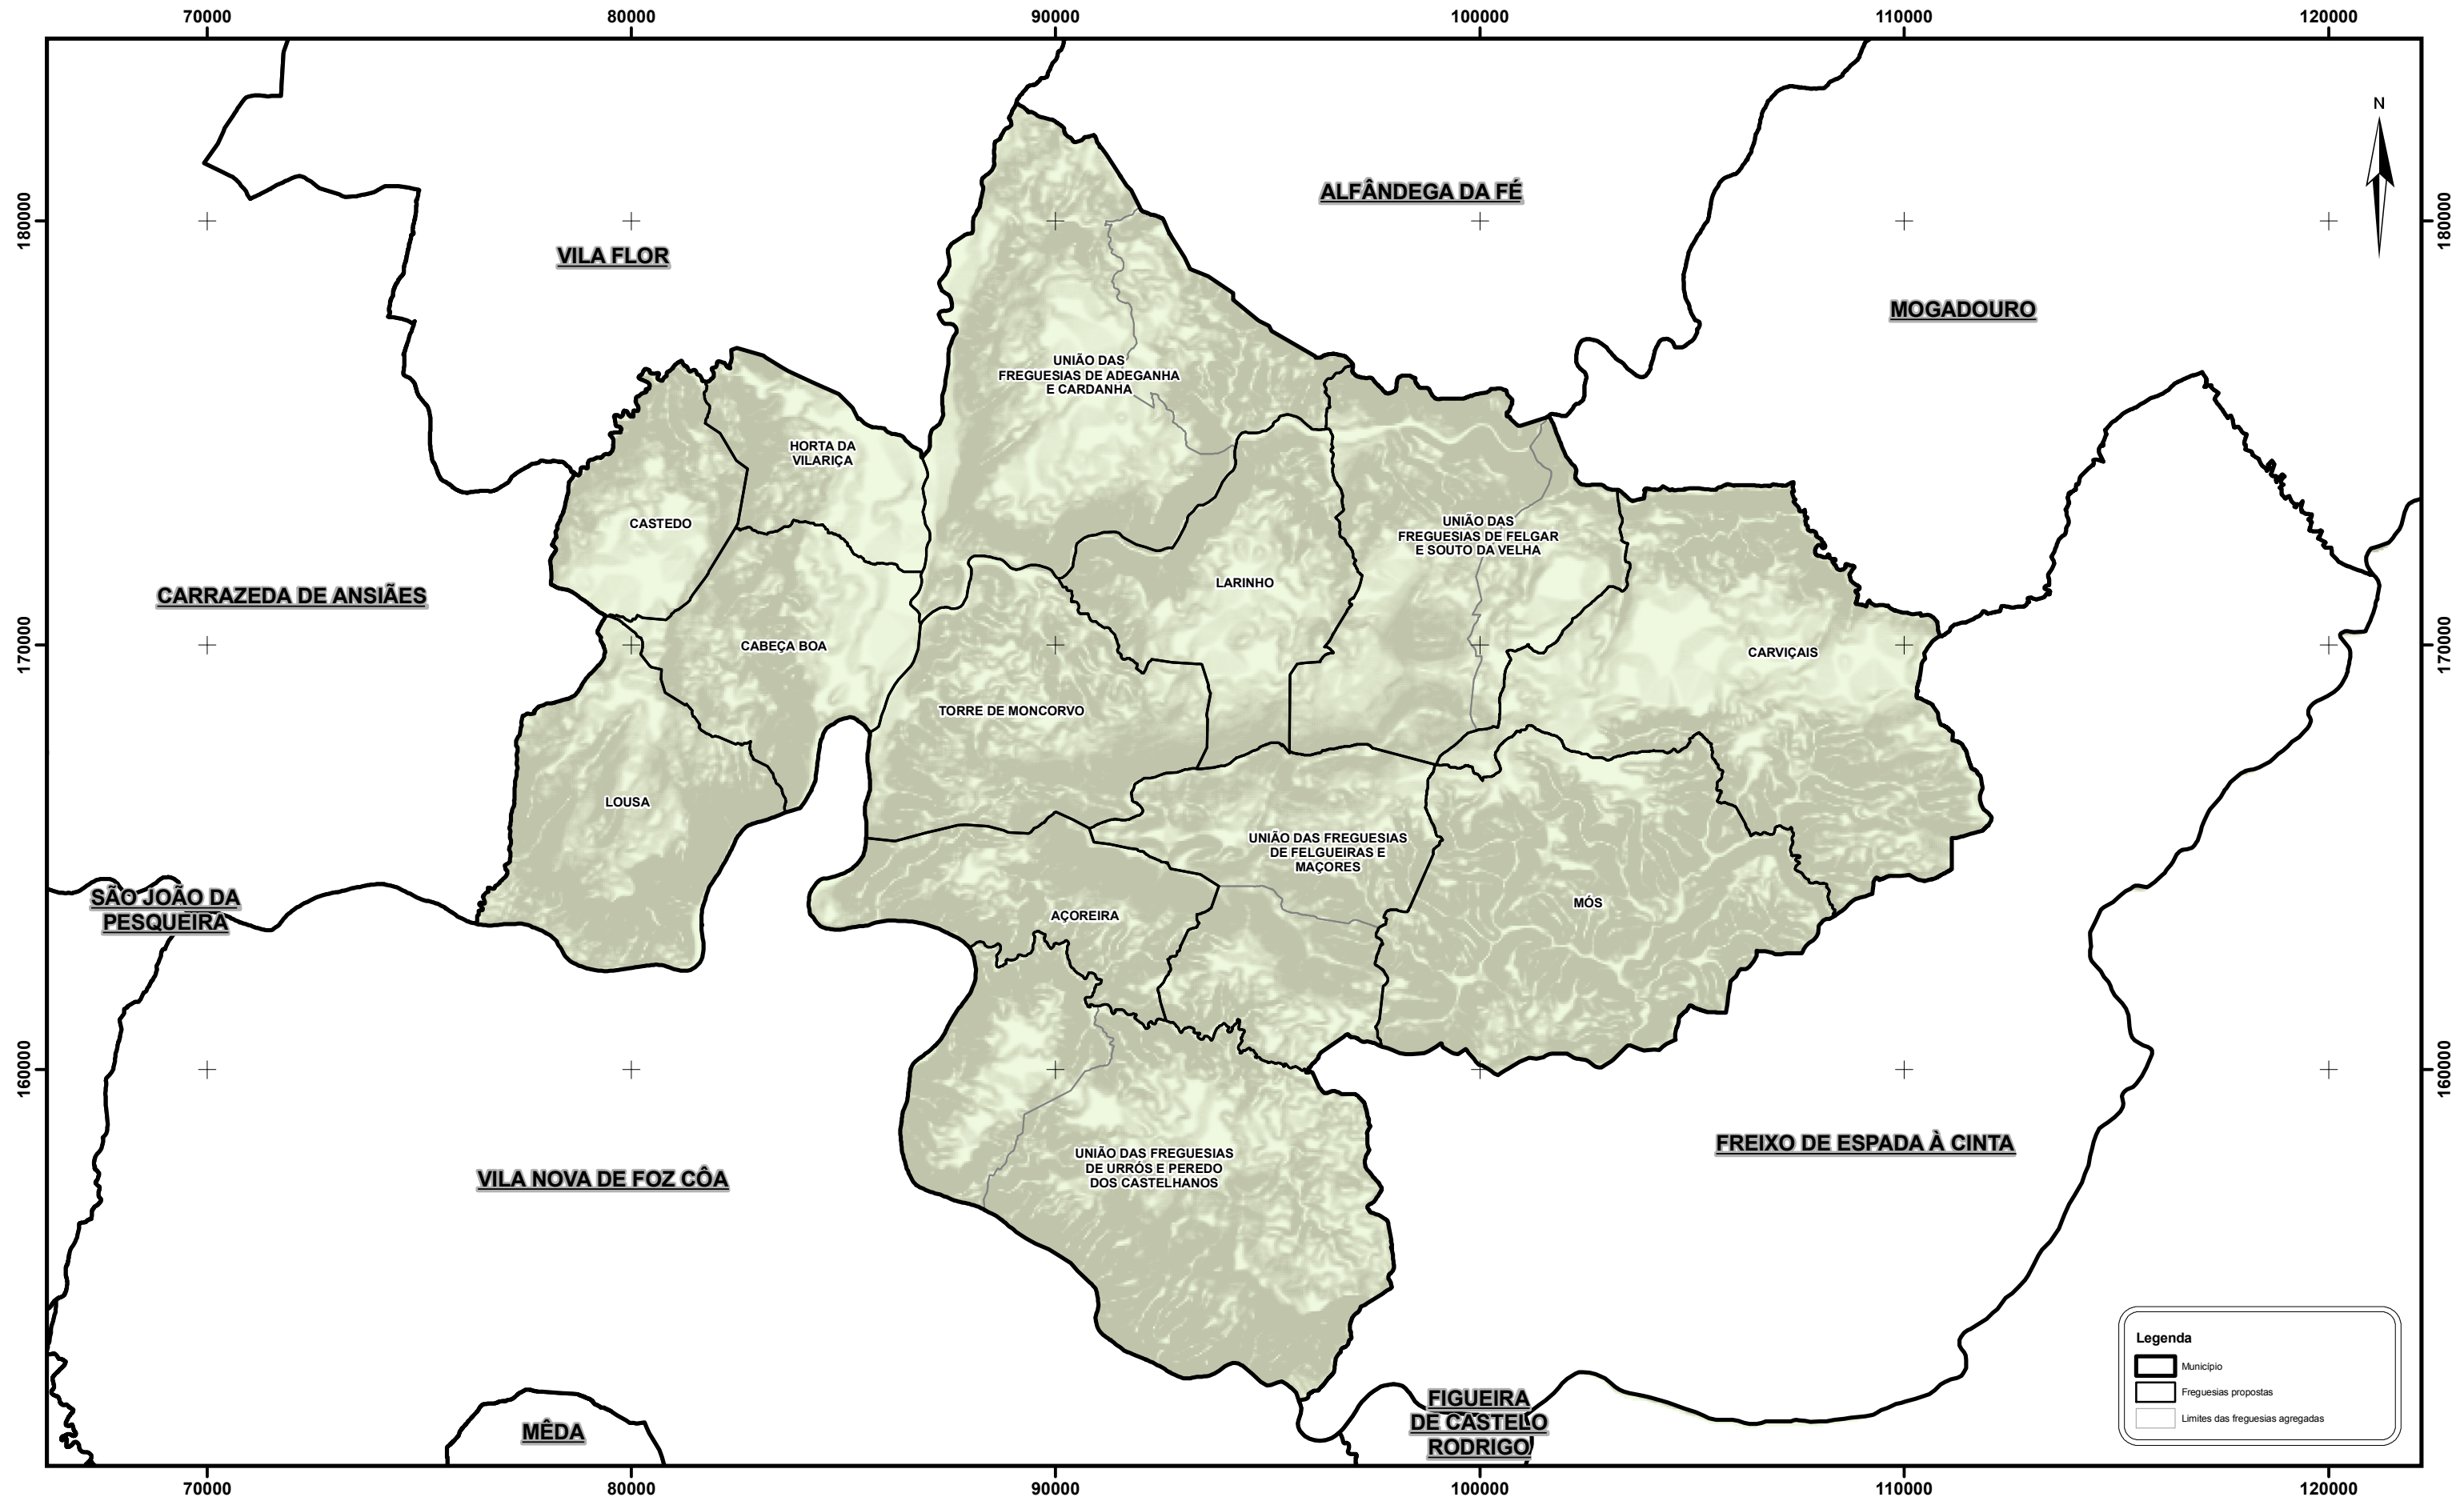 70000
80000
90000
100000
110000
120000
N
180000
180000
ALFÂNDEGA DA FÉ
VILA FLOR
MOGADOURO
UNIÃO DAS
FREGUESIAS DE ADEGANHA
E CARDANHA
HORTA DA
VILARIÇA
CASTEDO
UNIÃO DAS
FREGUESIAS DE FELGAR
E SOUTO DA VELHA
CARRAZEDA DE ANSIÃES
LARINHO
170000
170000
CABEÇA BOA
CARVIÇAIS
TORRE DE MONCORVO
LOUSA
UNIÃO DAS FREGUESIAS
DE FELGUEIRAS E
MAÇORES
SÃO JOÃO DA
PESQUEIRA
MÓS
AÇOREIRA
160000
160000
FREIXO DE ESPADA À CINTA
UNIÃO DAS FREGUESIAS
DE URRÓS E PEREDO
DOS CASTELHANOS
VILA NOVA DE FOZ CÔA
Legenda
Município
Freguesias propostas
Limites das freguesias agregadas
FIGUEIRA
DE CASTELO
RODRIGO
MÊDA
70000
80000
90000
100000
110000
120000